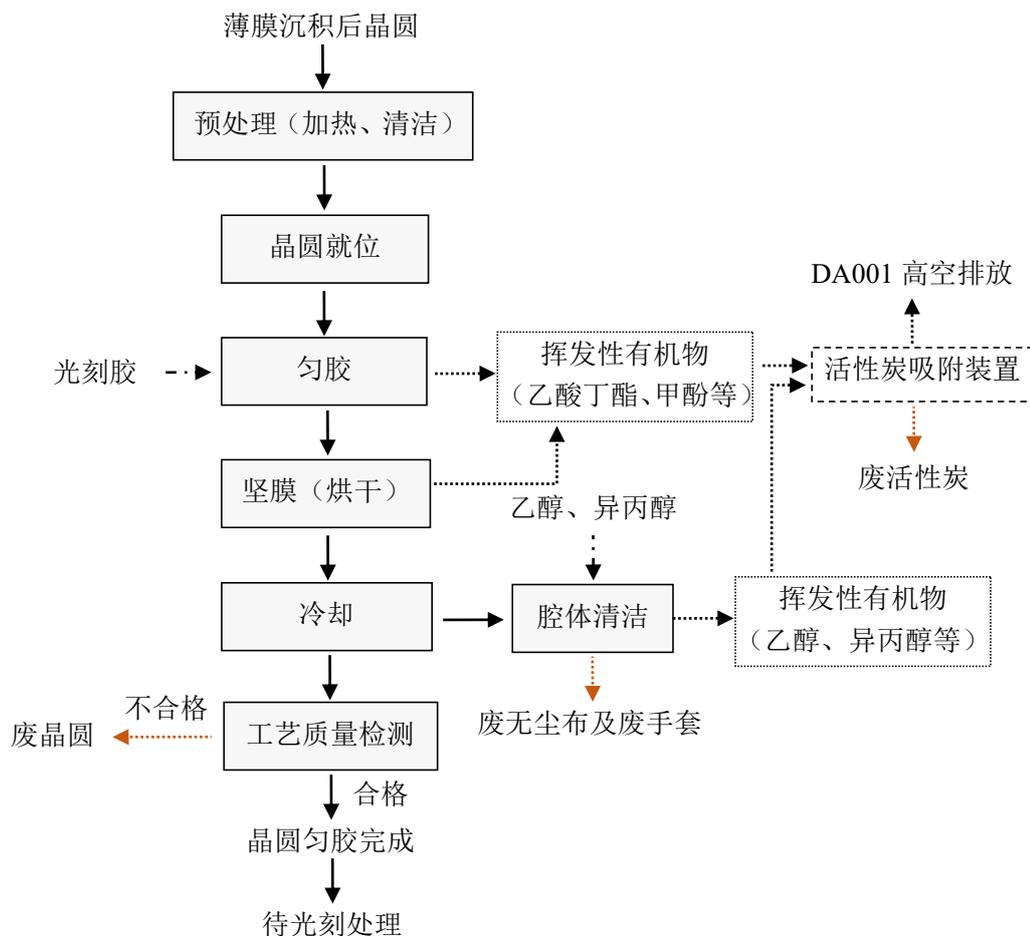 薄膜沉积后晶圆
预处理（加热、清洁）
晶圆就位
DA001 高空排放
光刻胶
匀胶
挥发性有机物
（乙酸丁酯、甲酚等）
活性炭吸附装置
废活性炭
坚膜（烘干）
乙醇、异丙醇
冷却
腔体清洁
挥发性有机物
（乙醇、异丙醇等）
不合格
废晶圆
工艺质量检测
废无尘布及废手套
合格
晶圆匀胶完成
待光刻处理